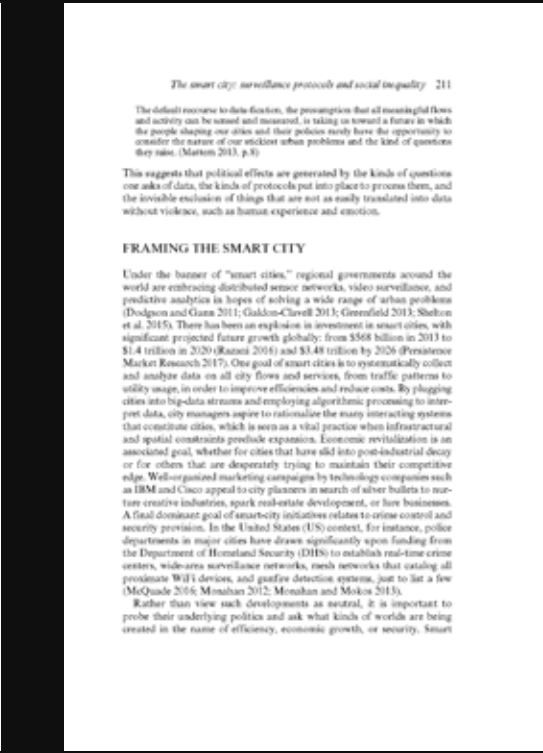 The smart city: surveillance protocols and social inequality 211
The default recourse to data-fication, the presumption that all meaningful flows
and activity can be sensed and measured, is taking us toward a future in which
the people shaping our cities and their policies rarely have the opportunity to
consider the nature of our stickiest urban problems and the kind of questions
they raise. (Mattern 2013, p.8)
This suggests that political effects are generated by the kinds of questions
one asks of data, the kinds of protocols put into place to process them, and
the invisible exclusion of things that are not as easily translated into data
without violence, such as human experience and emotion.
FRAMING THE SMART CITY
Under the banner of "smart cities," regional governments around the
world are embracing distributed sensor networks, video surveillance, and
predictive analytics in hopes of solving a wide range of urban problems
(Dodgson and Gann 2011; Galdon-Clavell 2013; Greenfield 2013; Shelton
et al. 2015). There has been an explosion in investment in smart cities, with
significant projected future growth globally: from $568 billion in 2013 to
$1.4 trillion in 2020 (Razani 2016) and $3.48 trillion by 2026 (Persistence
Market Research 2017). One goal of smart cities is to systematically collect
and analyze data on all city flows and services, from traffic patterns to
utility usage, in order to improve efficiencies and reduce costs. By plugging
cities into big-data streams and employing algorithmic processing to inter-
pret data, city managers aspire to rationalize the many interacting systems
that constitute cities, which is seen as a vital practice when infrastructural
and spatial constraints preclude expansion. Economic revitalization is an
associated goal, whether for cities that have slid into post-industrial decay
or for others that are desperately trying to maintain their competitive
edge. Well-organized marketing campaigns by technology companies such
as IBM and Cisco appeal to city planners in search of silver bullets to nur-
ture creative industries, spark real-estate development, or lure businesses.
A final dominant goal of smart-city initiatives relates to crime control and
security provision. In the United States (US) context, for instance, police
departments in major cities have drawn significantly upon funding from
the Department of Homeland Security (DHS) to establish real-time crime
centers, wide-area surveillance networks, mesh networks that catalog all
proximate WiFi devices, and gunfire detection systems, just to list a few
(McQuade 2016; Monahan 2012; Monahan and Mokos 2013).
Rather than view such developments as neutral, it is important to
probe their underlying politics and ask what kinds of worlds are being
created in the name of efficiency, economic growth, or security. Smart